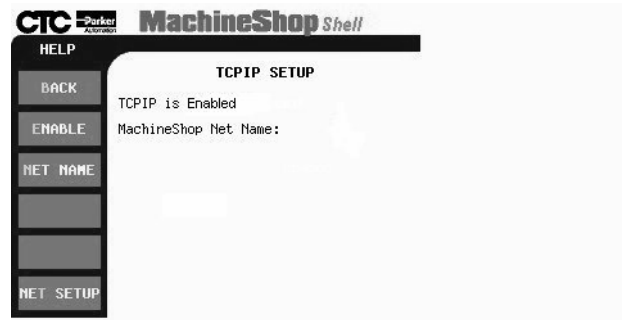 CTC Parker Automation MachineShop Shell
HELP
BACK
ENABLE
NET NAME
NET SETUP
TCPIP SETUP
TCPIP is Enabled
MachineShop Net Name: